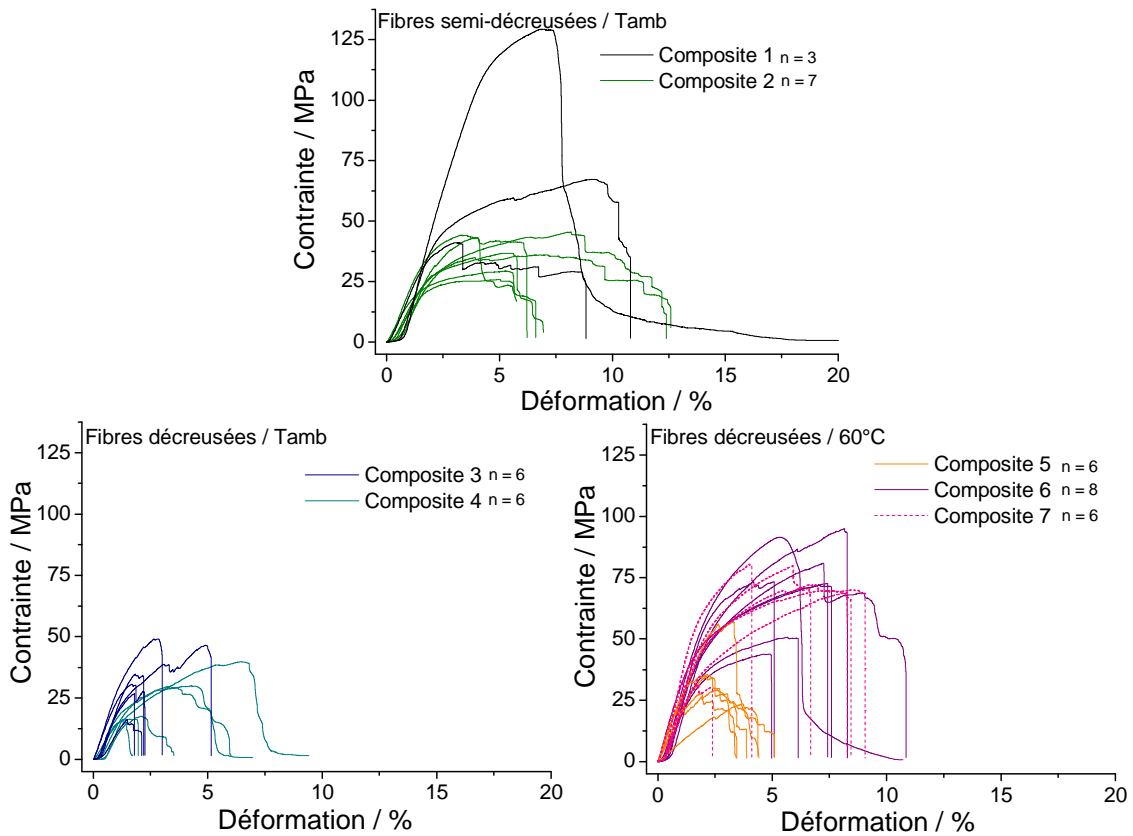 Fibres semi-décreusées / Tamb
Composite 1 n = 3
Composite 2 n = 7
Contrainte / MPa
125
100
75
50
25
0
0 5 10 15 20
Déformation / %
Fibres décreusées / Tamb
Composite 3 n = 6
Composite 4 n = 6
Contrainte / MPa
125
100
75
50
25
0
0 5 10 15 20
Déformation / %
Fibres décreusées / 60°C
Composite 5 n = 6
Composite 6 n = 8
Composite 7 n = 6
Contrainte / MPa
125
100
75
50
25
0
0 5 10 15 20
Déformation / %